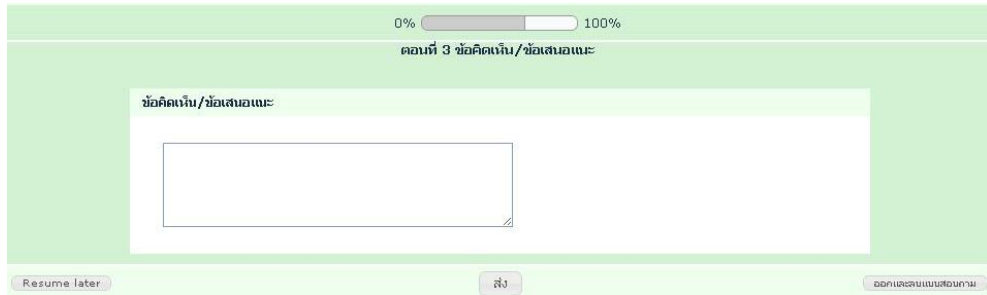 0% 100%
ตอนที่ 3 ข้อคิดเห็น/ข้อเสนอแนะ
ข้อคิดเห็น/ข้อเสนอแนะ
Resume later ส่ง ออกและลบแบบสอบถาม